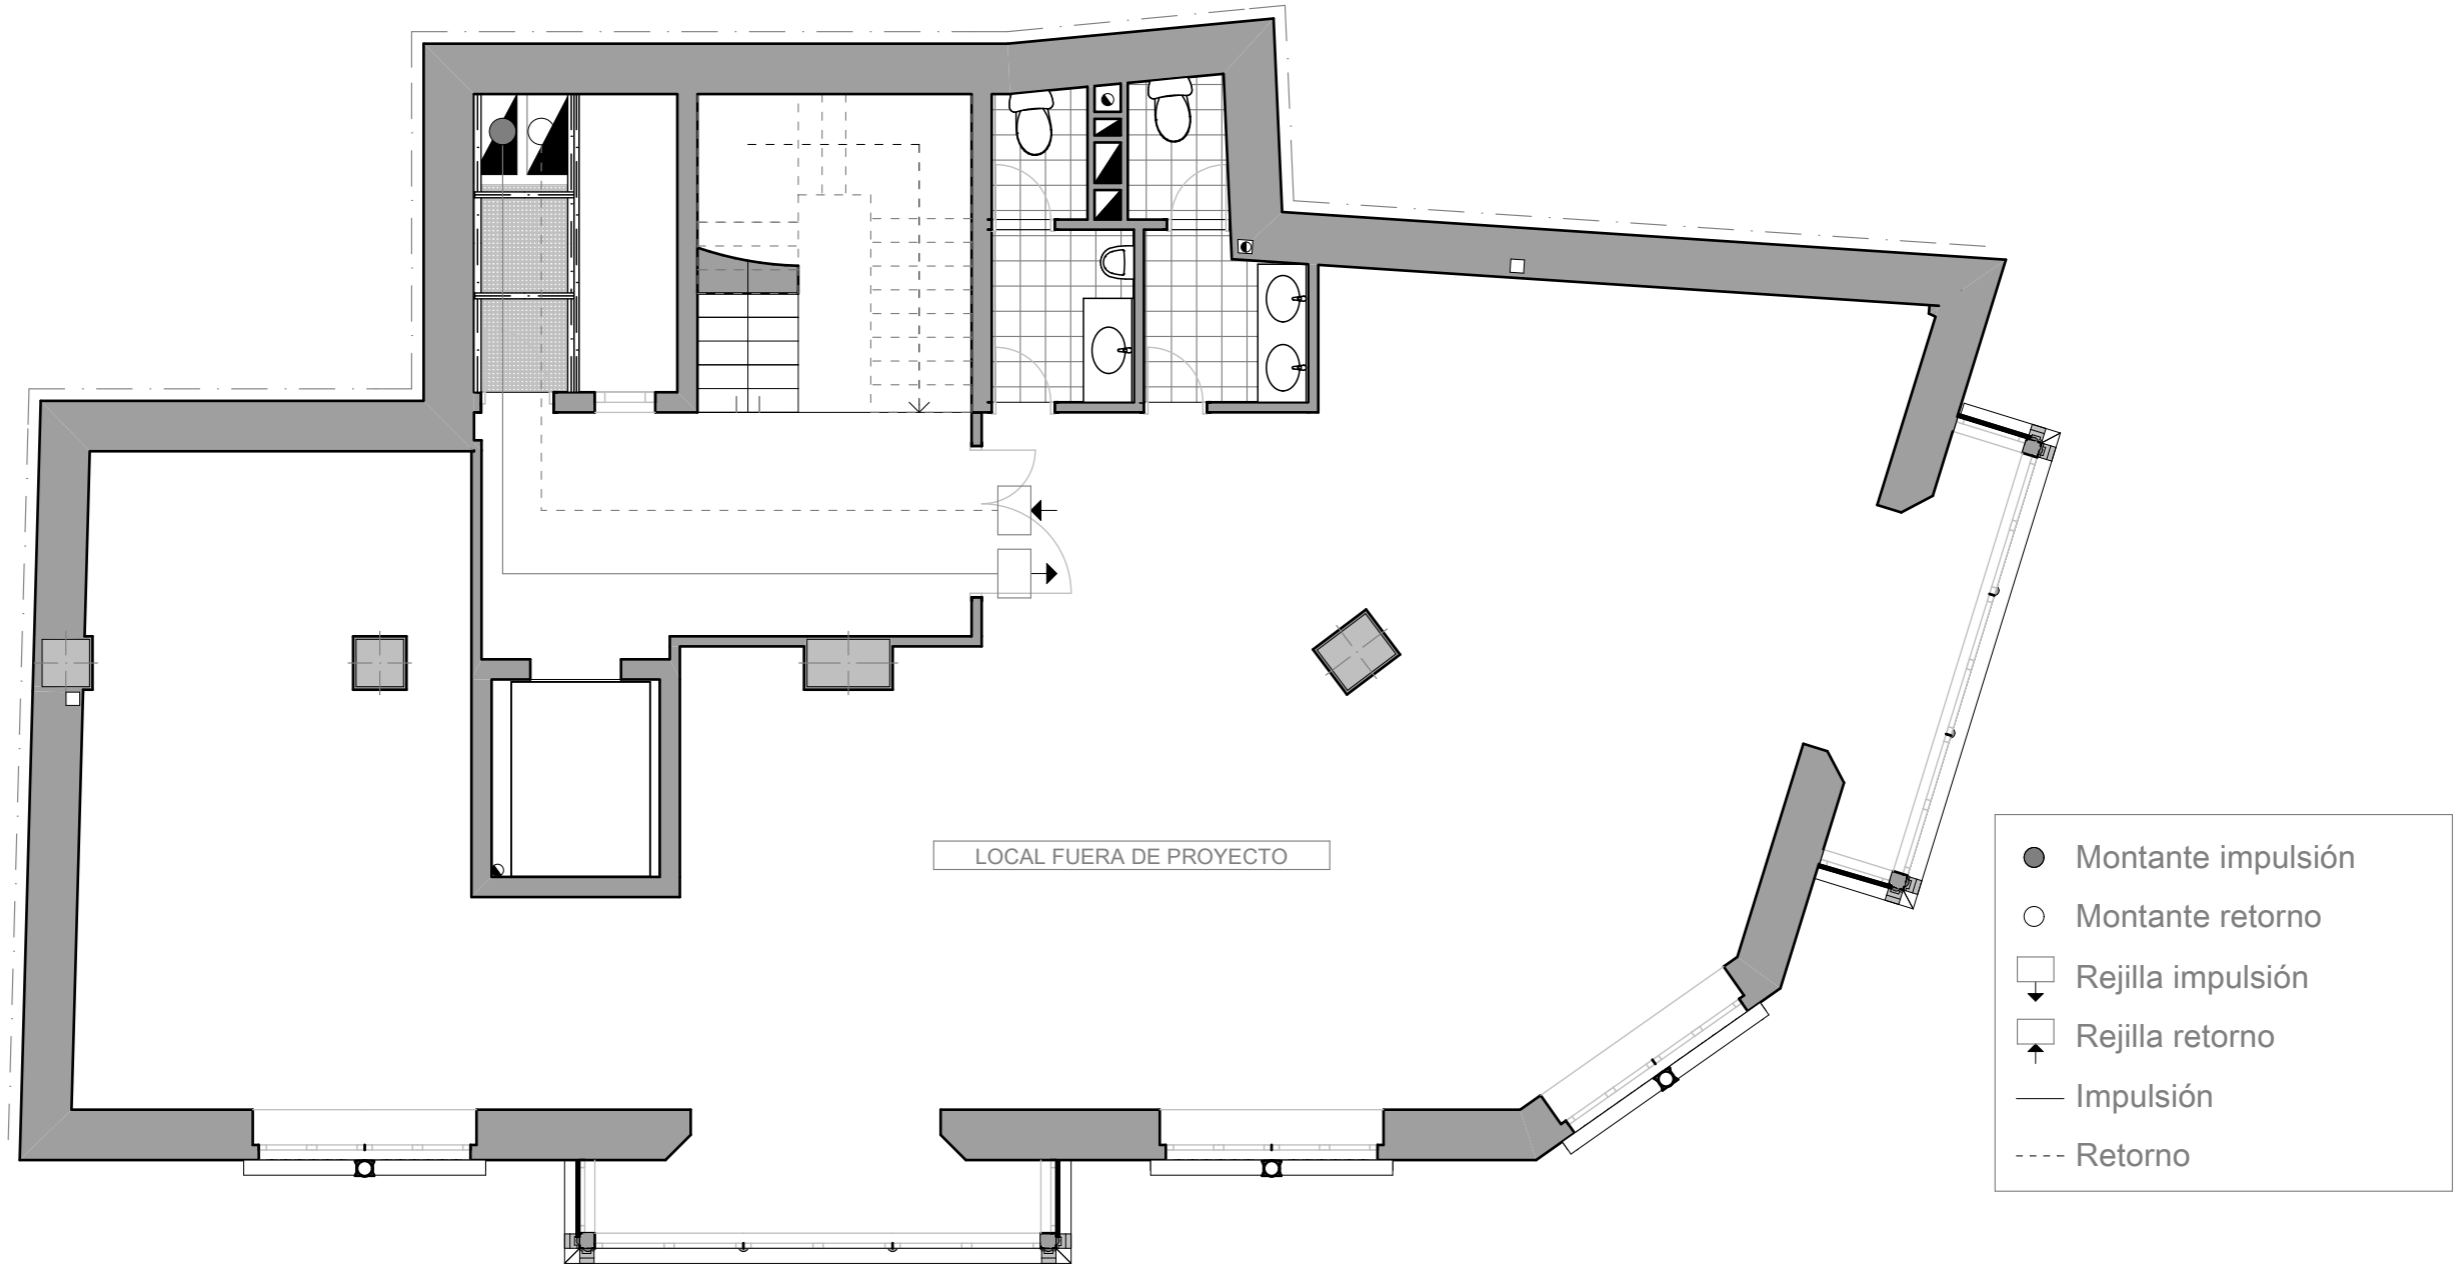 LOCAL FUERA DE PROYECTO
Montante impulsión
Montante retorno
Rejilla impulsión
Rejilla retorno
Impulsión
Retorno